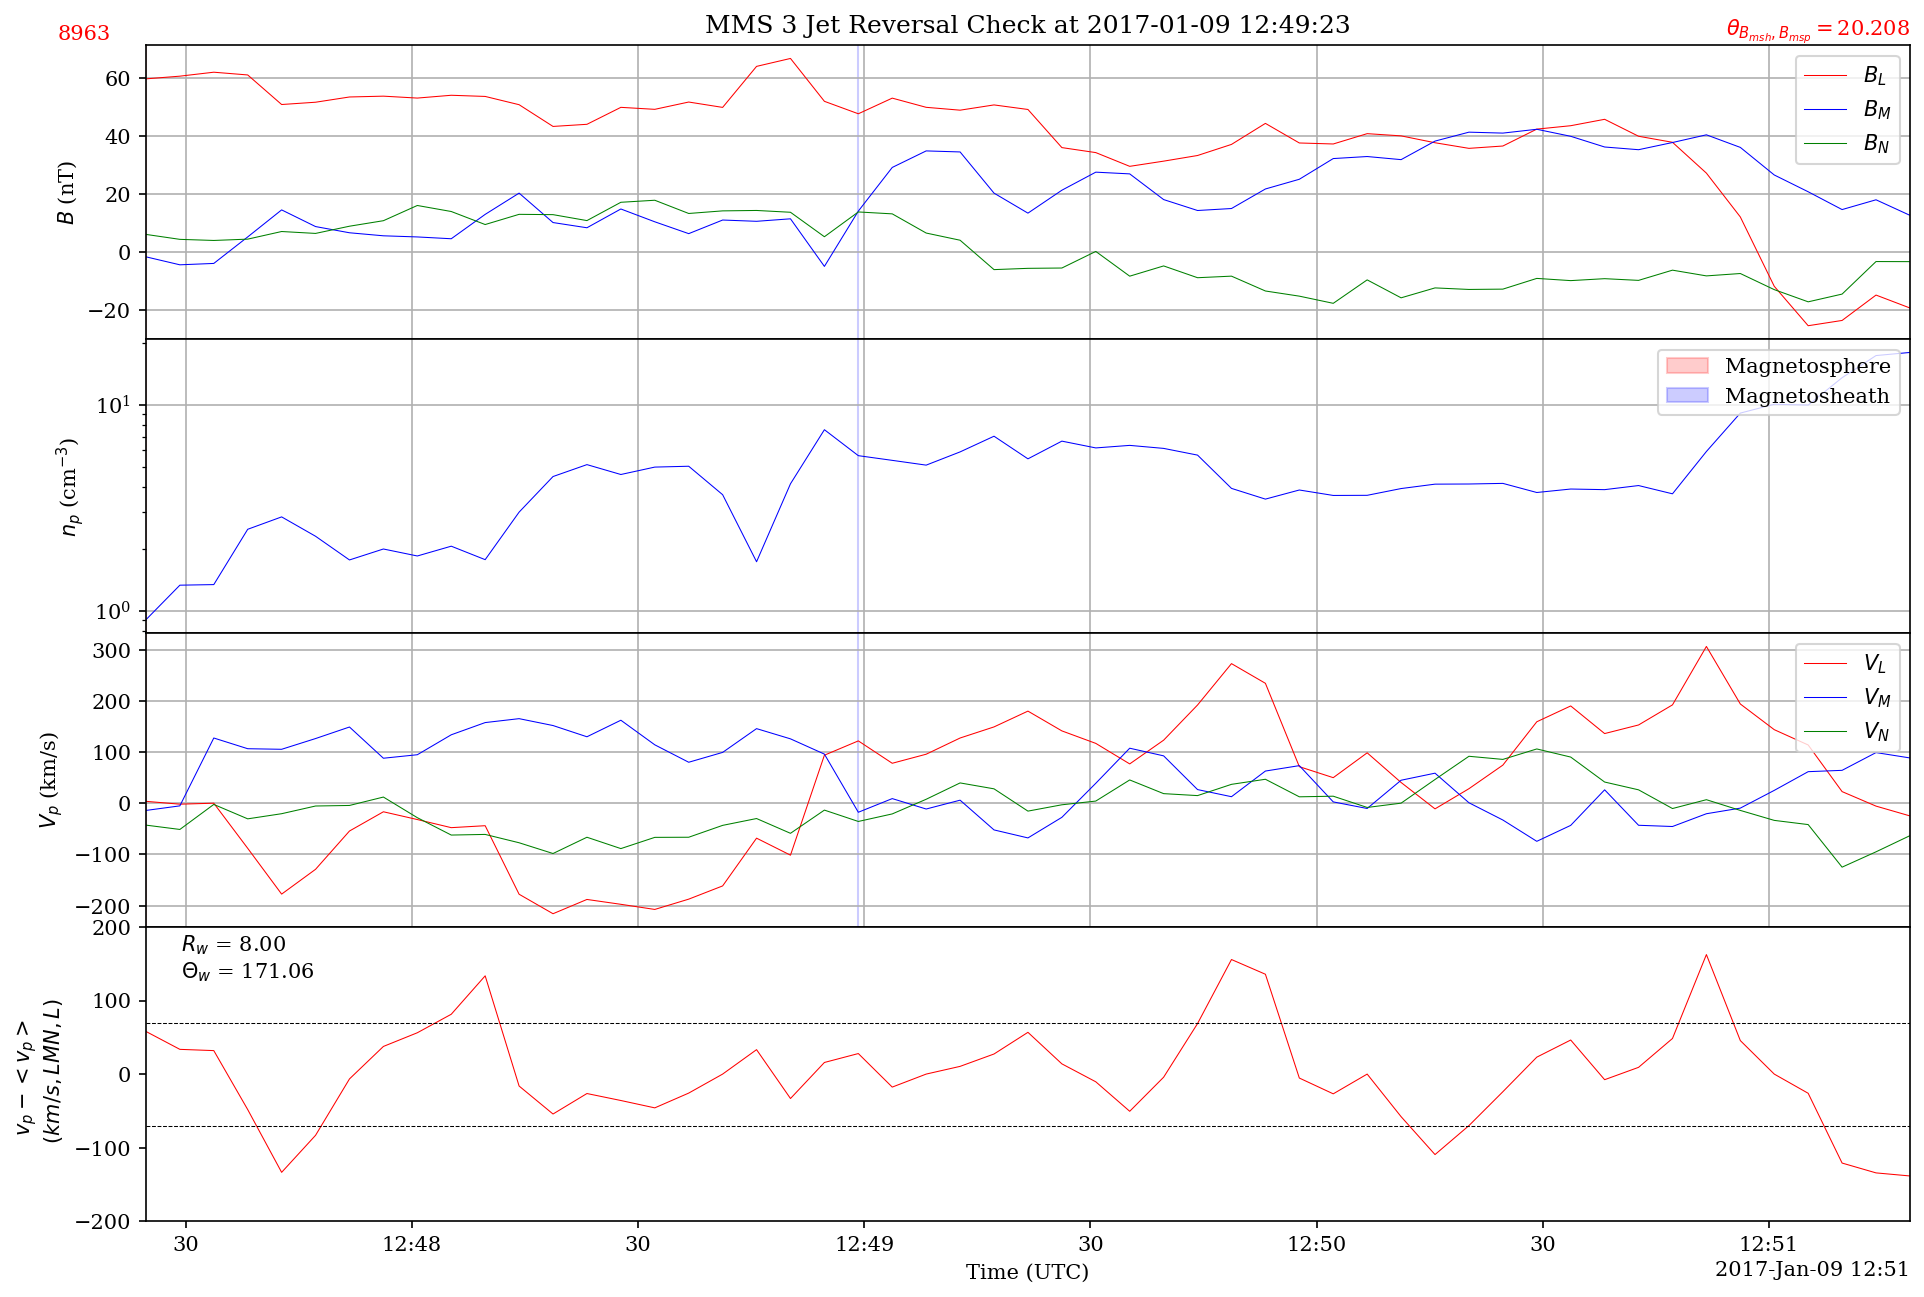 8963
MMS 3 Jet Reversal Check at 2017-01-09 12:49:23
θ_{B_{msh}, B_{msp}} = 20.208
60
40
20
0
−20
B (nT)
B_L
B_M
B_N
10^1
10^0
n_p (cm^{−3})
Magnetosphere
Magnetosheath
300
200
100
0
−100
−200
V_p (km/s)
V_L
V_M
V_N
200
100
0
−100
−200
v_p − < v_p >
(km/s, LMN, L)
R_w = 8.00
Θ_w = 171.06
30
12:48
30
12:49
30
12:50
30
12:51
Time (UTC)
2017-Jan-09 12:51